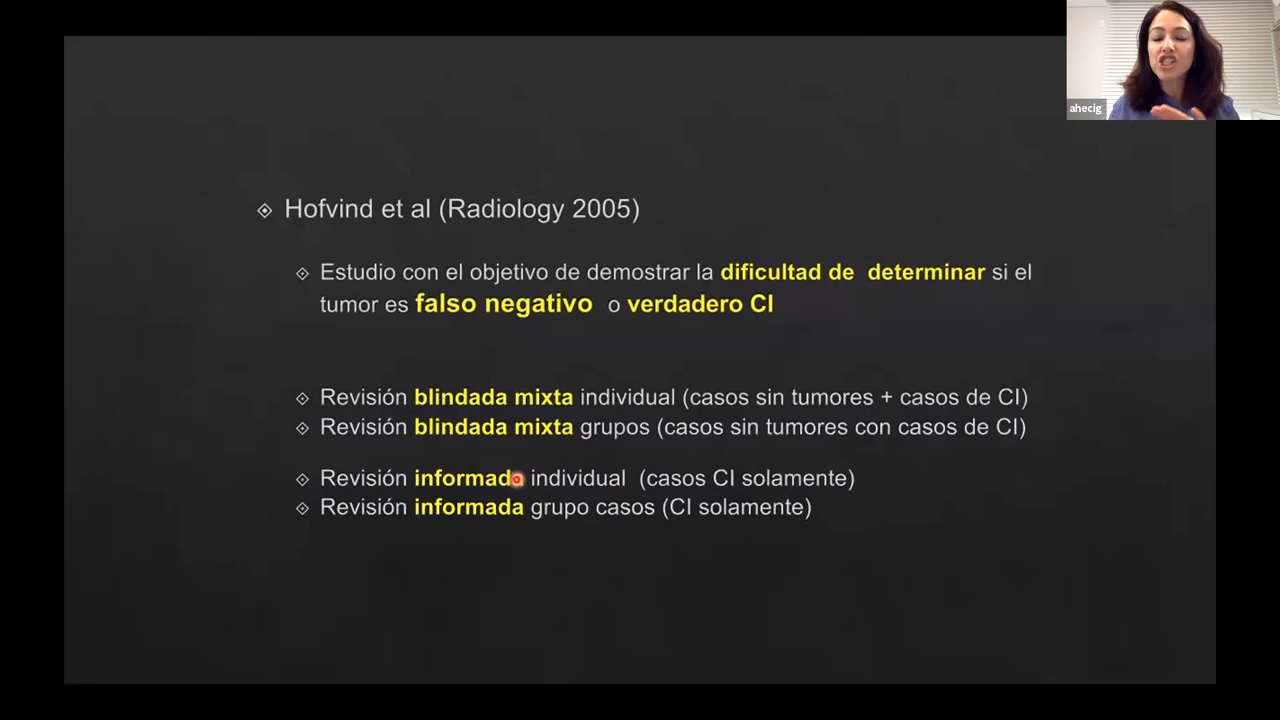 ahecig
Hofvind et al (Radiology 2005)
Estudio con el objetivo de demostrar la dificultad de determinar si el
tumor es falso negativo o verdadero CI
Revisión blindada mixta individual (casos sin tumores + casos de CI)
Revisión blindada mixta grupos (casos sin tumores con casos de CI)
Revisión informada individual (casos CI solamente)
Revisión informada grupo casos (CI solamente)